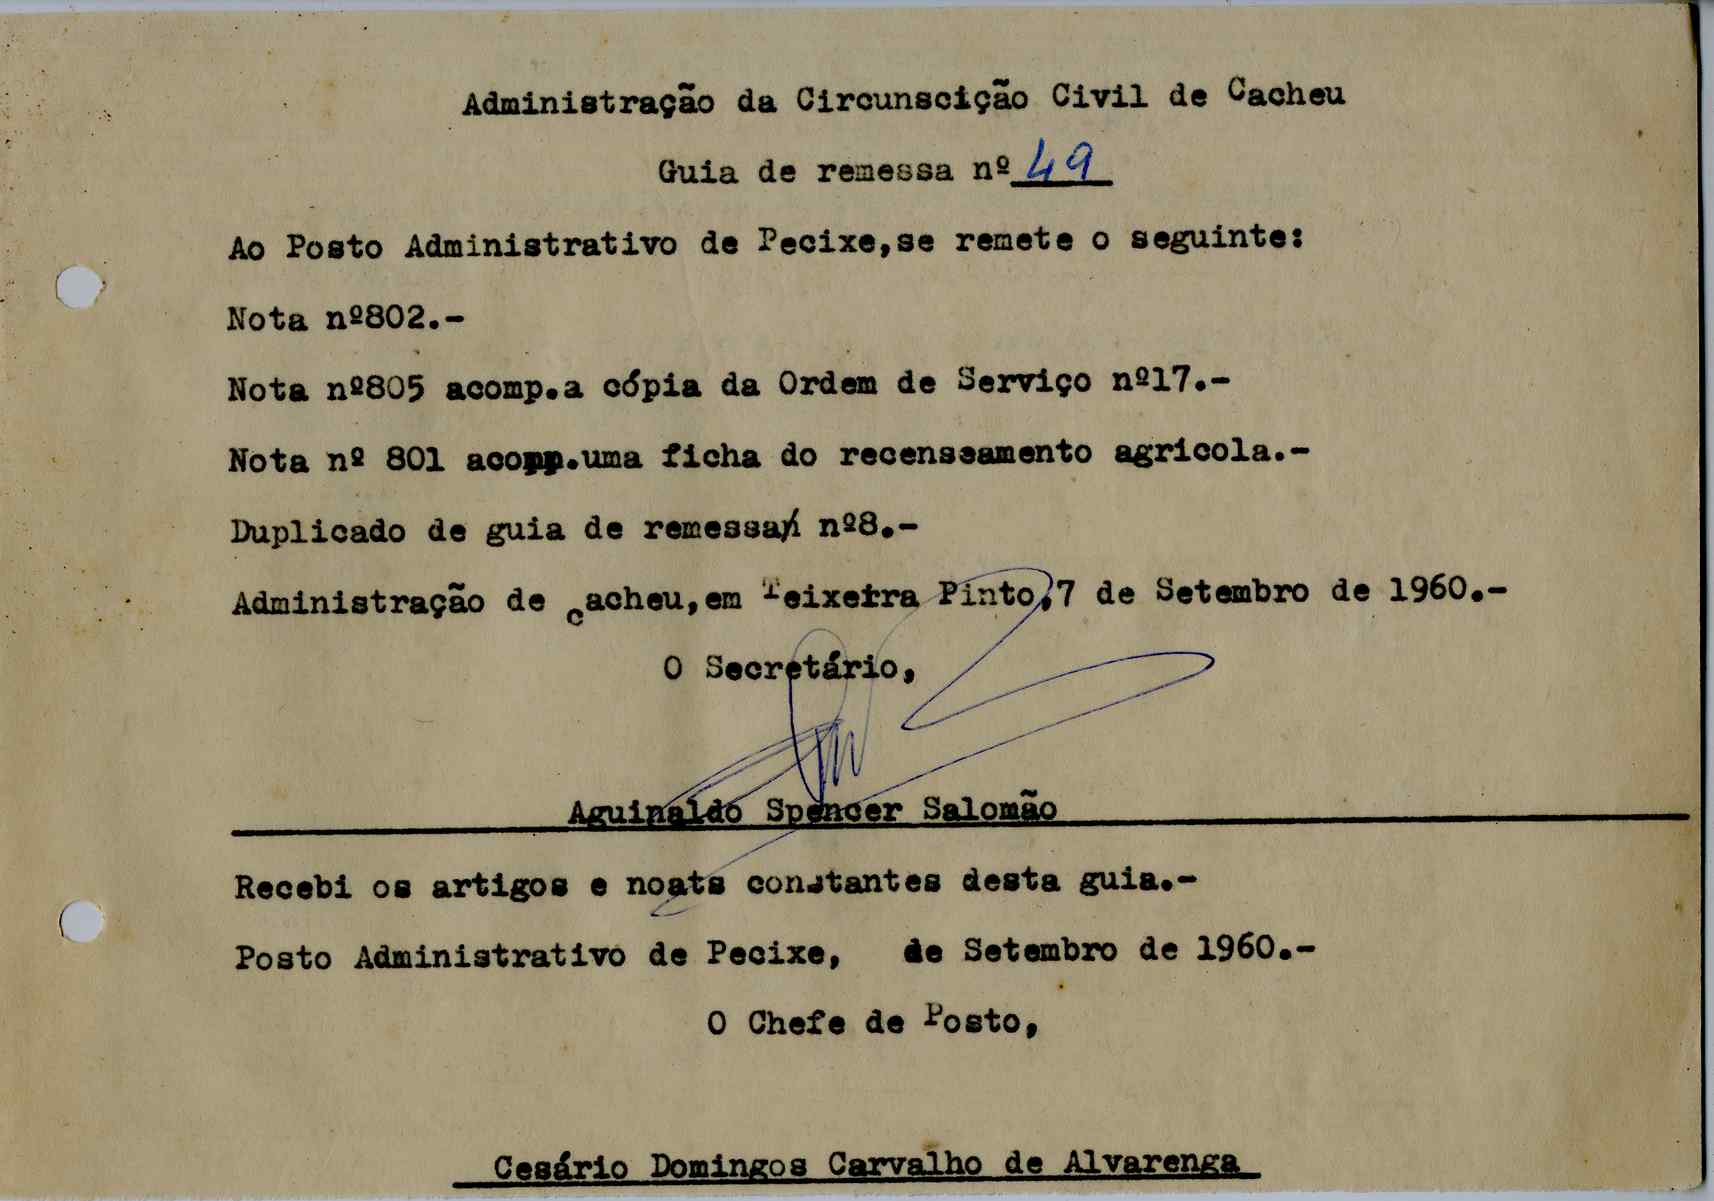 Administração da Circunscição Civil de Cacheu
Guia de remessa nº 49
Ao Posto Administrativo de Pecixe,se remete o seguinte:
Nota nº802.-
Nota nº805 acomp.a cópia da Ordem de Serviço nº17.-
Nota nº 801 acomp.uma ficha do recenseamento agricola.-
Duplicado de guia de remessa nº8.-
Administração de cacheu,em Teixeira Pinto,7 de Setembro de 1960.-
O Secretário,
Aguinaldo Spencer Salomão
Recebi os artigos e noats constantes desta guia.-
Posto Administrativo de Pecixe, de Setembro de 1960.-
O Chefe de Posto,
Cesário Domingos Carvalho de Alvarenga